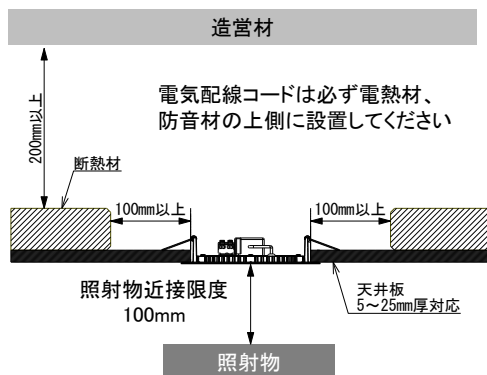 造営材
電気配線コードは必ず電熱材、
防音材の上側に設置してください
200mm以上
断熱材
100mm以上
100mm以上
照射物近接限度
100mm
天井板
5～25mm厚対応
照射物